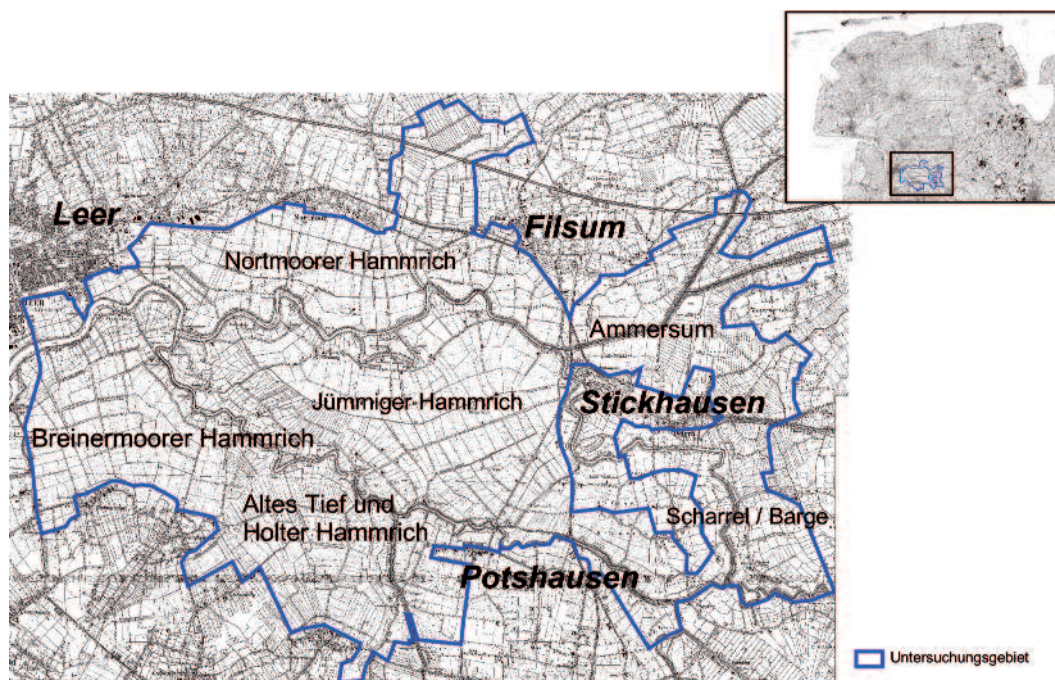 Leer
Filsum
Nortmoorer Hammrich
Ammersum
Jümmiger Hammrich
Stickhausen
Breinermoorer Hammrich
Altes Tief und
Holter Hammrich
Scharrel / Barge
Potshausen
Untersuchungsgebiet